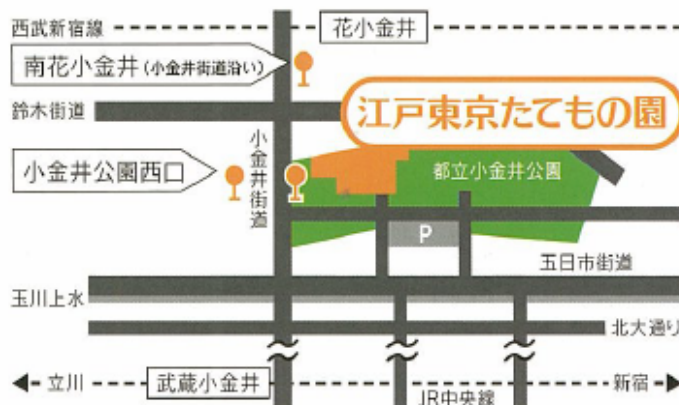 西武新宿線
花小金井
南花小金井(小金井街道沿い)
鈴木街道
江戸東京たてもの園
小金井街道
小金井公園西口
都立小金井公園
P
五日市街道
玉川上水
北大通り
立川
武蔵小金井
新宿
JR中央線